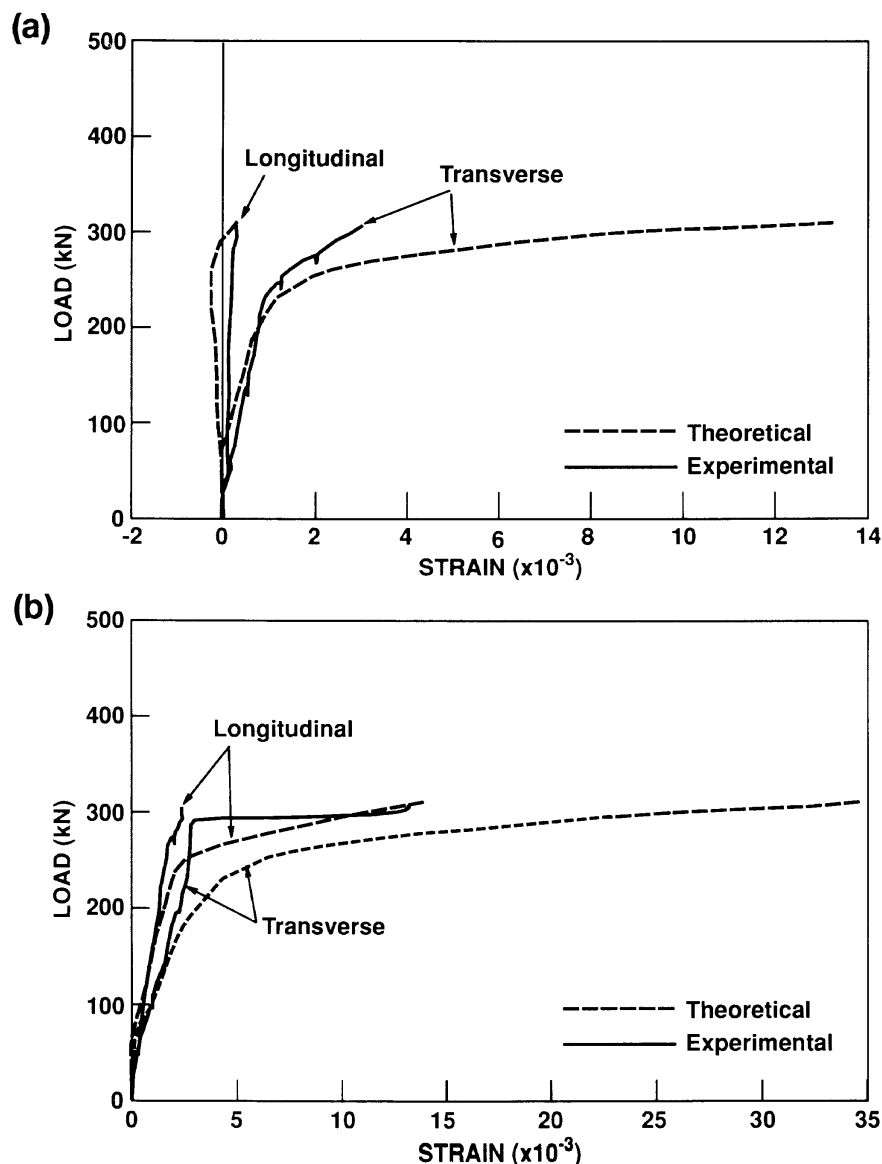 (a)
500
400
300
200
100
0
LOAD (kN)
Longitudinal
Transverse
Theoretical
Experimental
-2 0 2 4 6 8 10 12 14
STRAIN (x10⁻³)
(b)
500
400
300
200
100
0
LOAD (kN)
Longitudinal
Transverse
Theoretical
Experimental
5 10 15 20 25 30 35
STRAIN (x10⁻³)